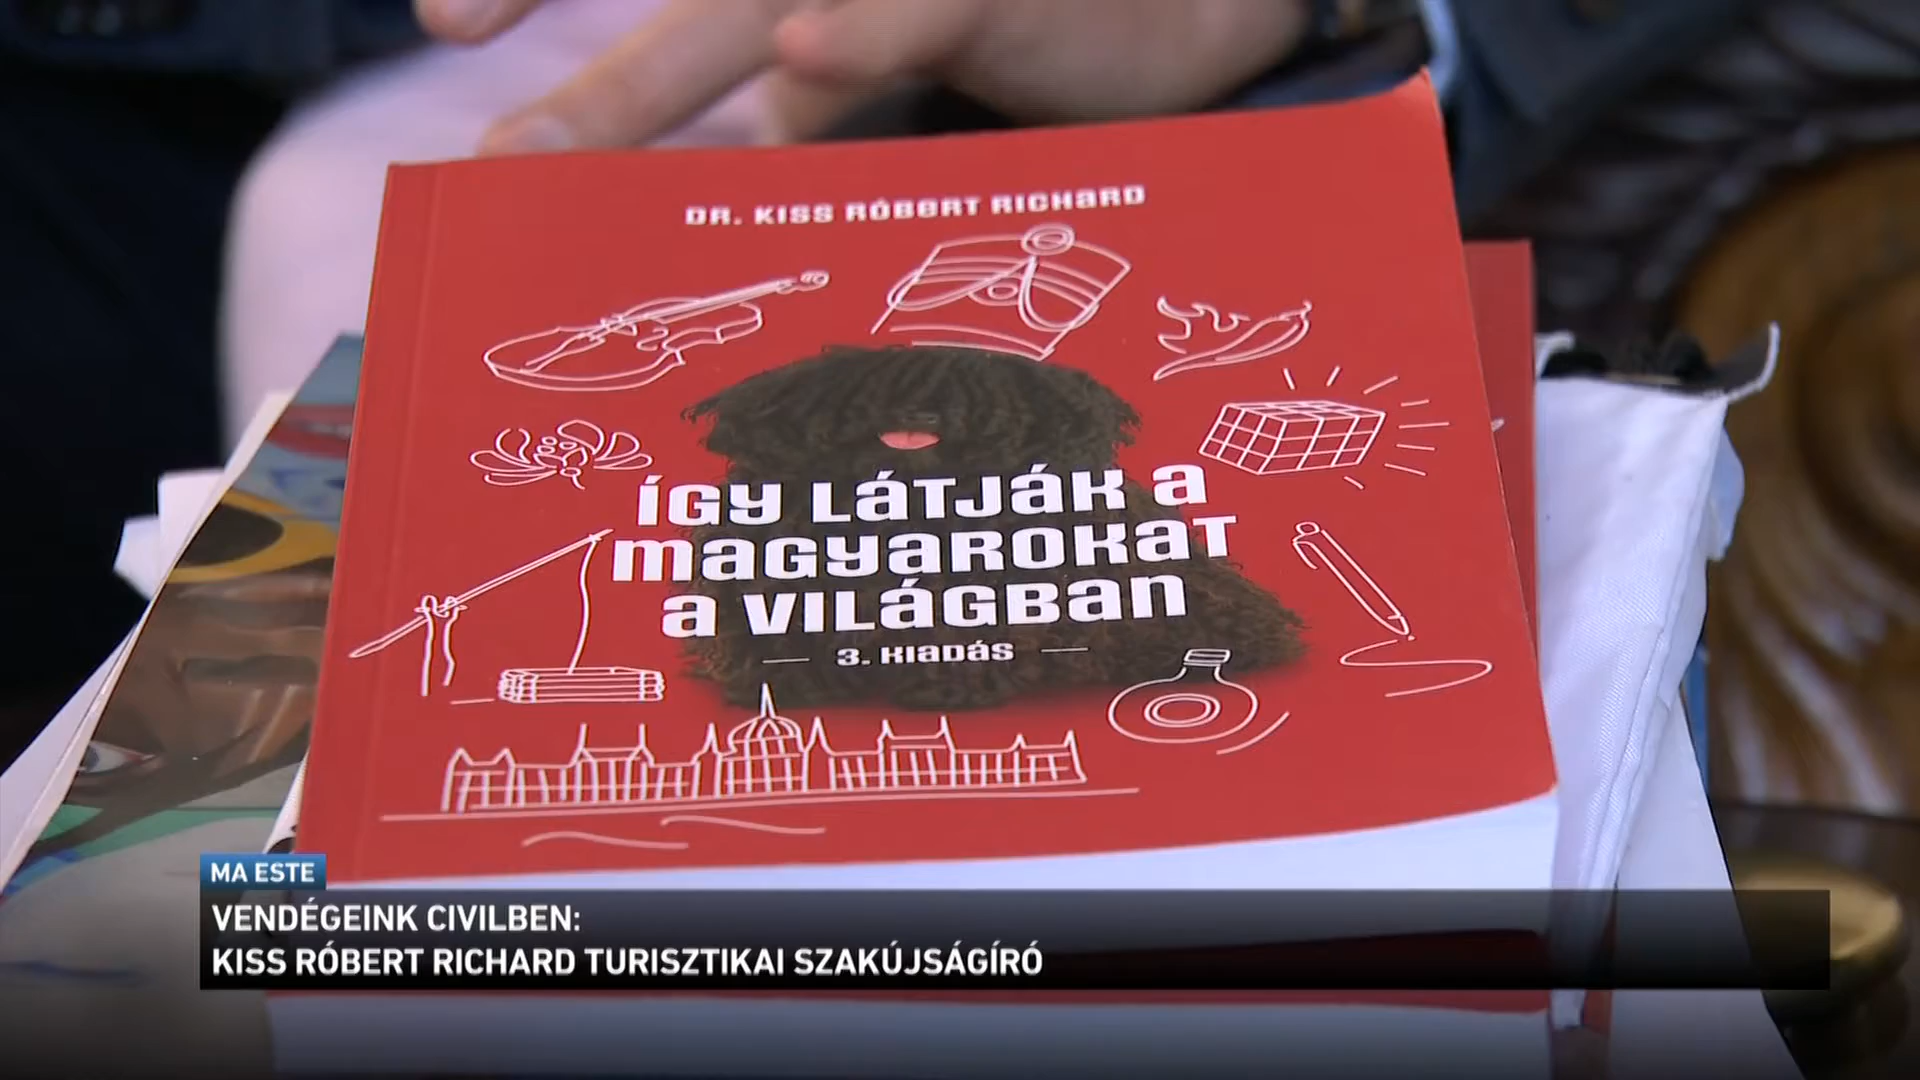 DR. KISS RÓBERT RICHARD
ÍGY LÁTJÁK A
MAGYAROKAT
A VILÁGBAN
3. KIADÁS
MA ESTE
VENDÉGEINK CIVILBEN:
KISS RÓBERT RICHARD TURISZTIKAI SZAKÚJSÁGÍRÓ